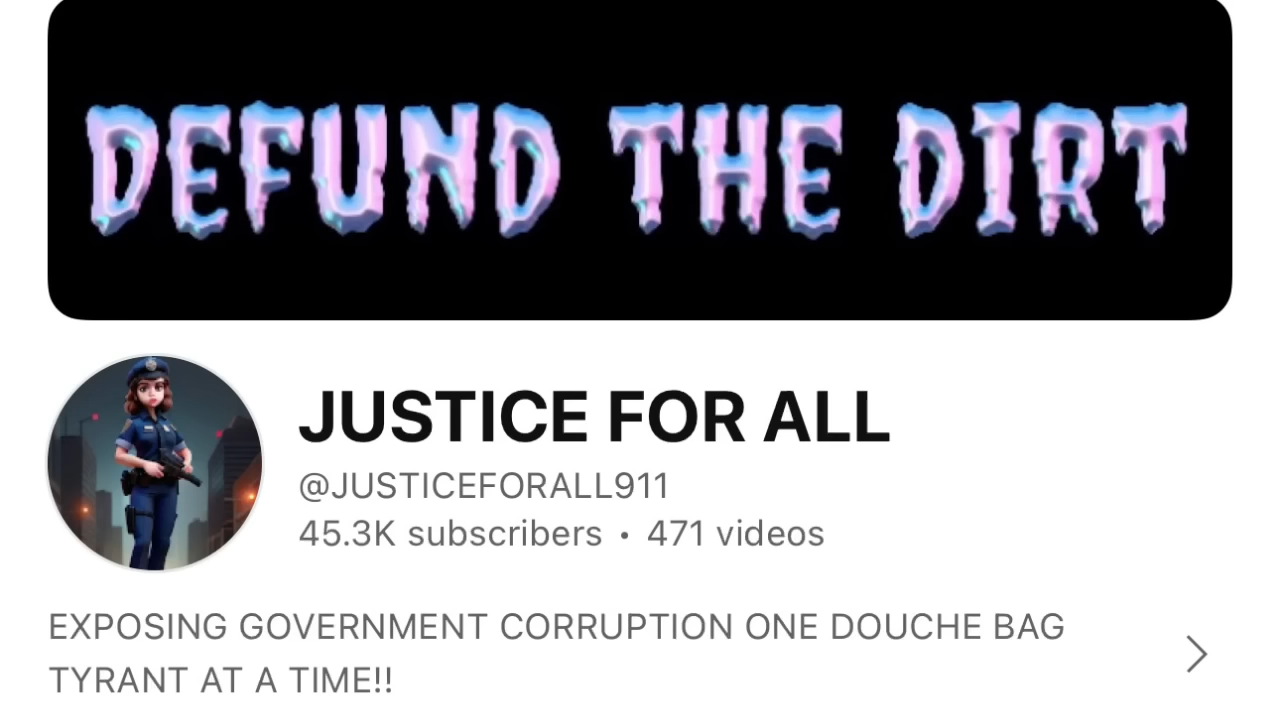 DEFUND THE DIRT
JUSTICE FOR ALL
@JUSTICEFORALL911
45.3K subscribers • 471 videos
EXPOSING GOVERNMENT CORRUPTION ONE DOUCHE BAG
TYRANT AT A TIME!!